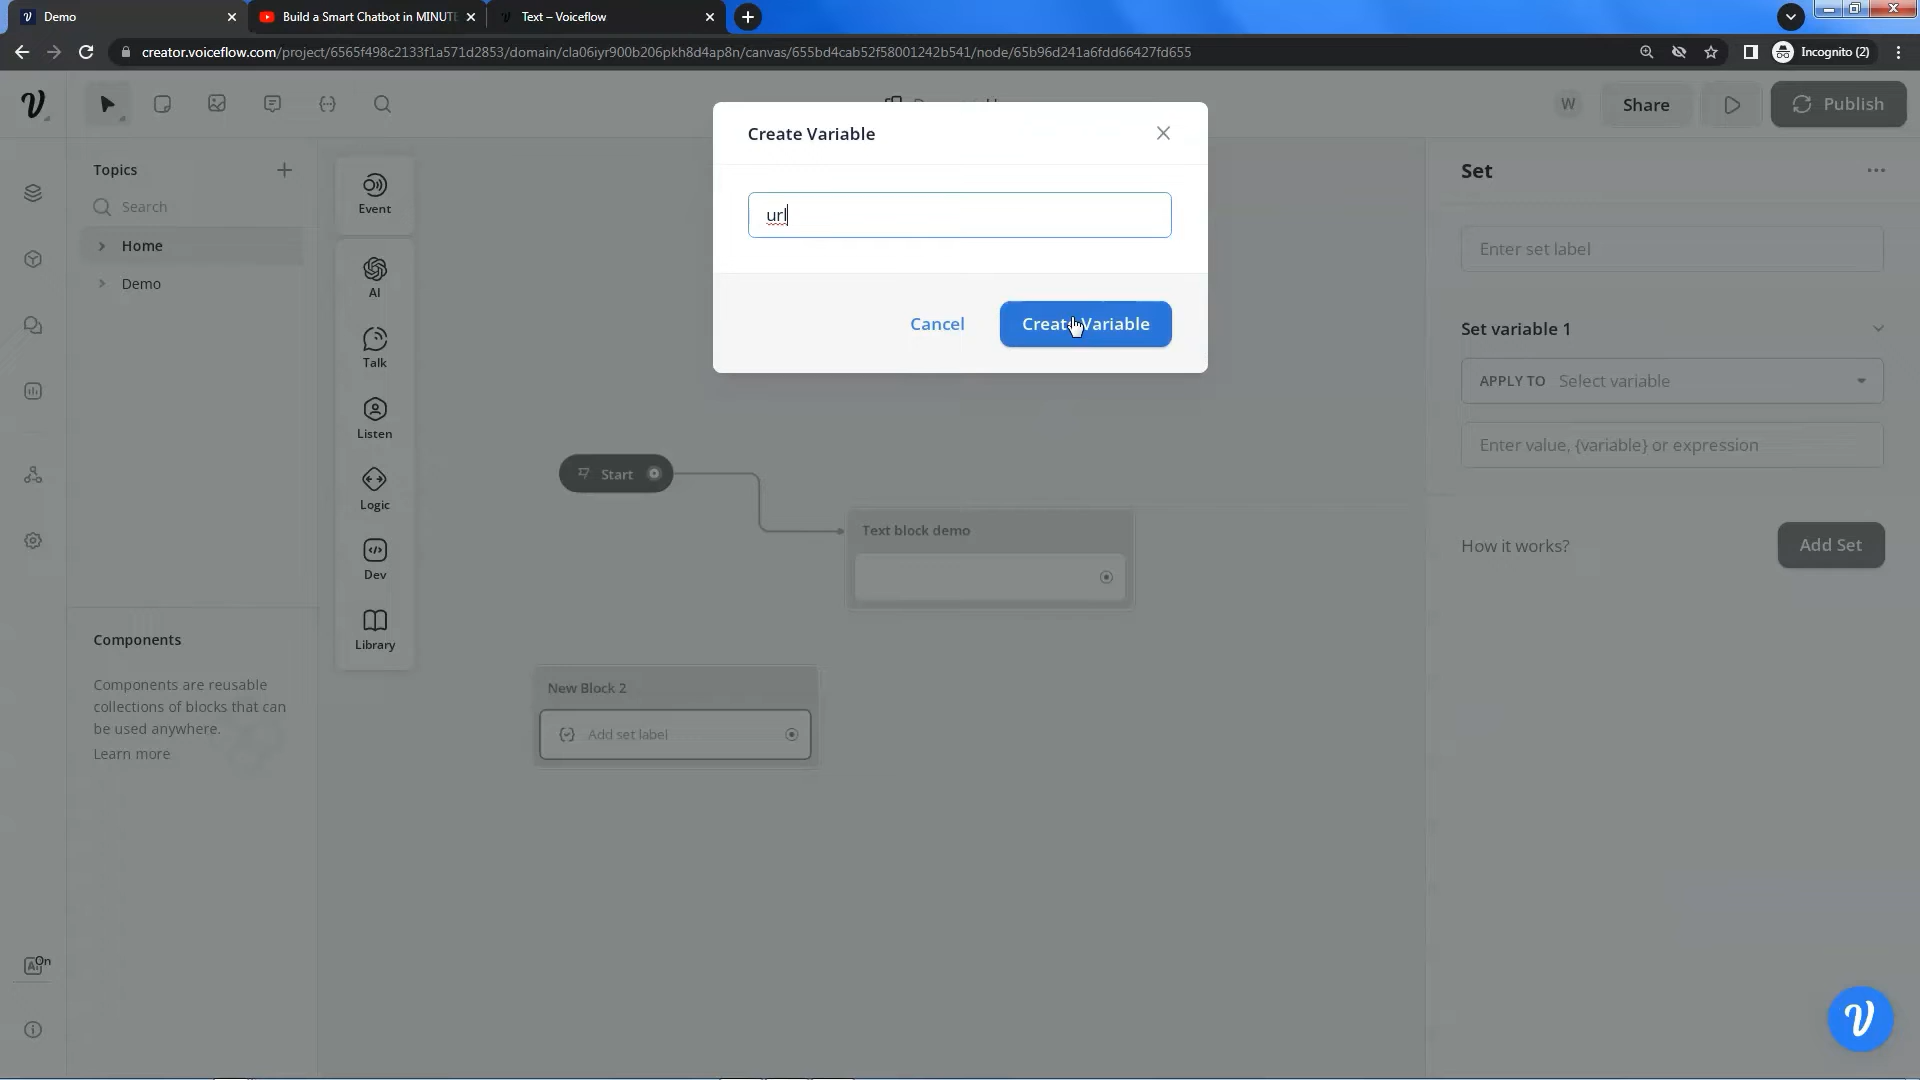 Demo
Build a Smart Chatbot in MINUTE
Text – Voiceflow
creator.voiceflow.com/project/6565f498c2133f1a571d2853/domain/cla06iyr900b206pkh8d4ap8n/canvas/655bd4cab52f58001242b541/node/65b96d241a6fdd66427fd655
Incognito (2)
W
Share
Publish
Create Variable
url
Cancel
Create Variable
Topics
Search
Home
Demo
Event
AI
Talk
Listen
Logic
Dev
Library
Components
Components are reusable
collections of blocks that can
be used anywhere.
Learn more
On
Start
Text block demo
New Block 2
Add set label
Set
Enter set label
Set variable 1
APPLY TO Select variable
Enter value, {variable} or expression
How it works?
Add Set